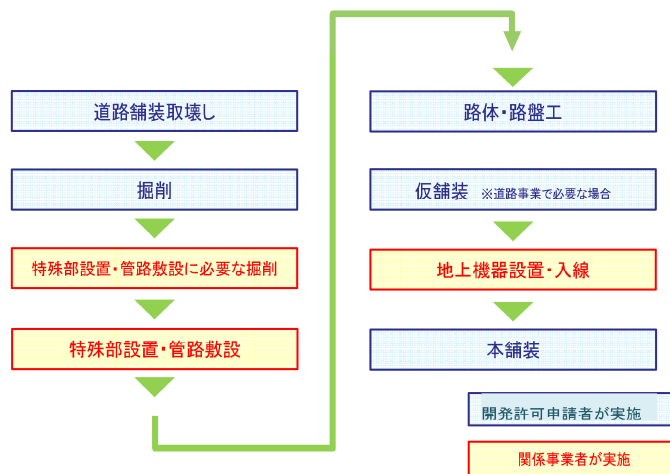 道路舗装取壊し
掘削
特殊部設置・管路敷設に必要な掘削
特殊部設置・管路敷設
路体・路盤工
仮舗装 ※道路事業で必要な場合
地上機器設置・入線
本舗装
開発許可申請者が実施
関係事業者が実施